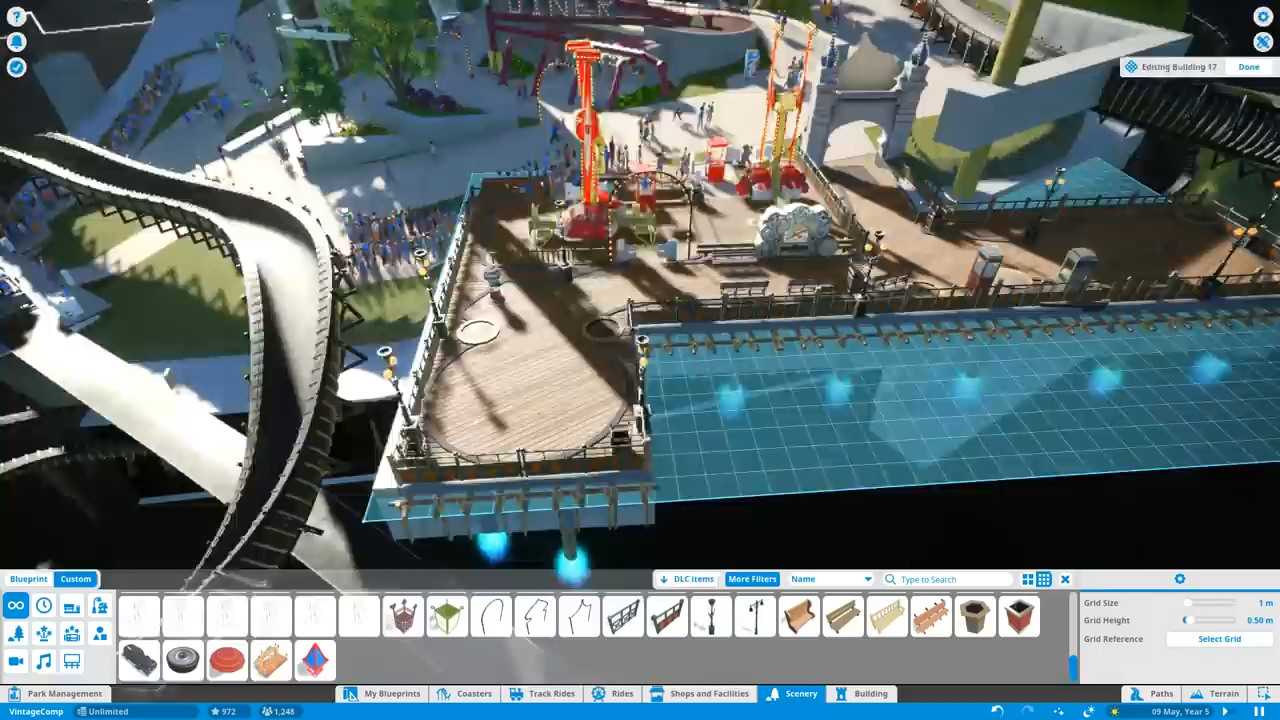 DINER
Editing Building 17
Done
Blueprint
Custom
DLC items
More Filters
Name
Type to Search
Grid Size
1 m
Grid Height
0.50 m
Grid Reference
Select Grid
Park Management
My Blueprints
Coasters
Track Rides
Rides
Shops and Facilities
Scenery
Building
Paths
Terrain
VintageComp
Unlimited
972
1,248
09 May, Year 5